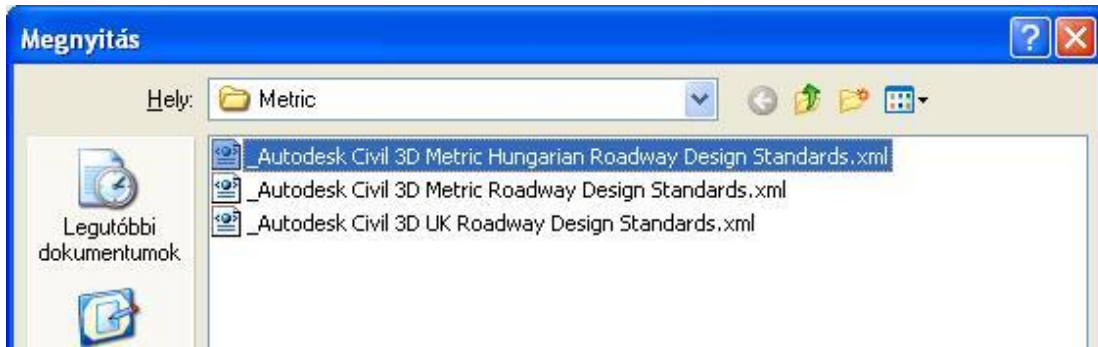 Megnyitás
Hely: Metric
_Autodesk Civil 3D Metric Hungarian Roadway Design Standards.xml
_Autodesk Civil 3D Metric Roadway Design Standards.xml
_Autodesk Civil 3D UK Roadway Design Standards.xml
Legutóbbi
dokumentumok